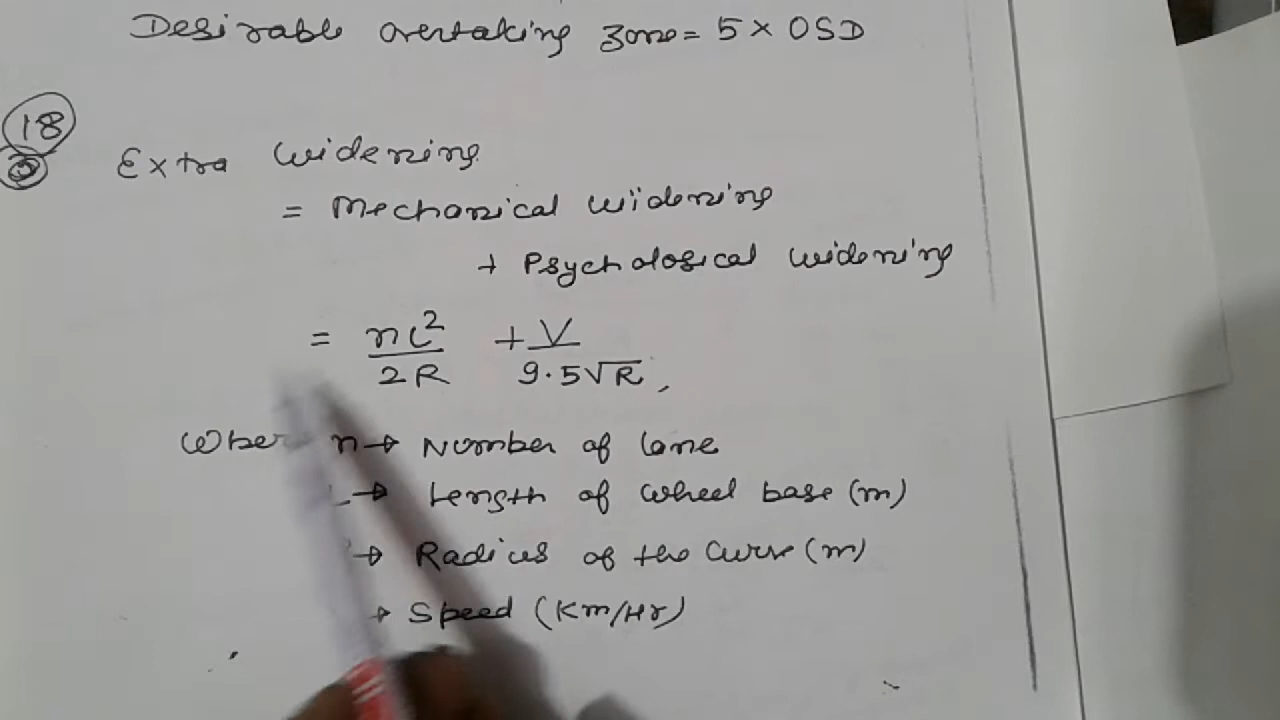 Desirable overtaking zone = 5 × OSD
18
Extra widening
= Mechanical widening
+ Psychological widening
= nL²/2R + V/9.5√R,
n → Number of lane
L → Length of wheel base (m)
→ Radius of the curve (m)
→ Speed (Km/Hr)